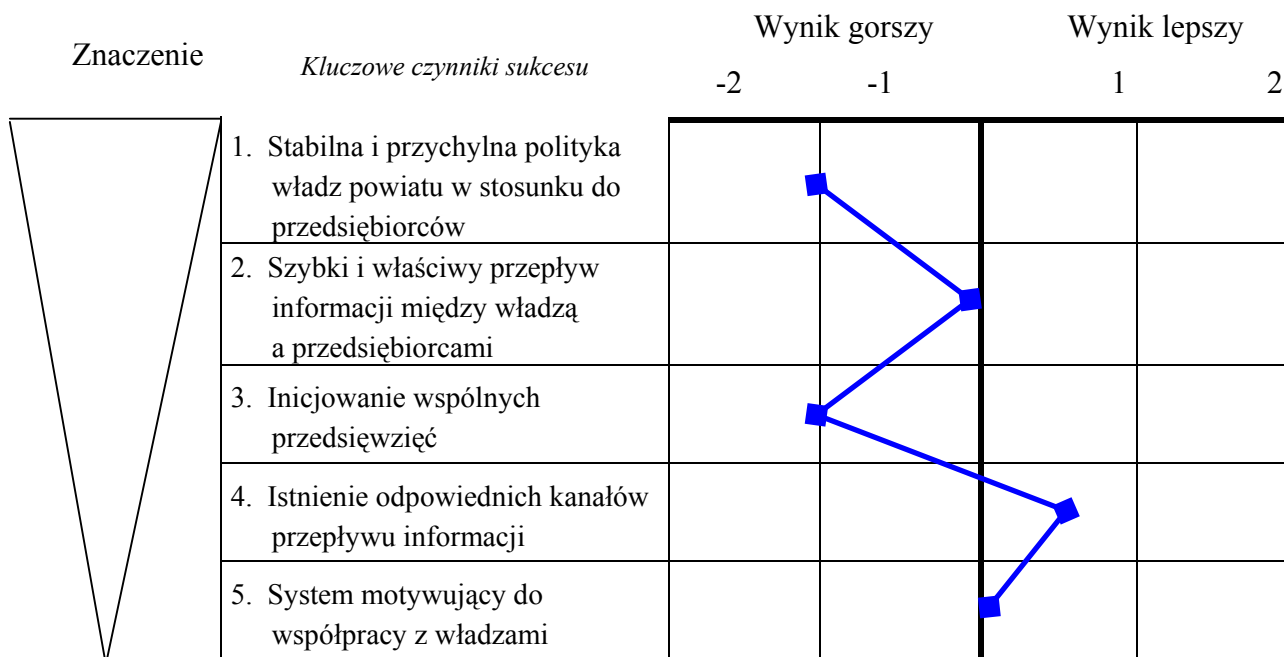 Wynik gorszy Wynik lepszy
Znaczenie Kluczowe czynniki sukcesu
-2 -1 1 2
1. Stabilna i przychylna polityka
władz powiatu w stosunku do
przedsiębiorców
2. Szybki i właściwy przepływ
informacji między władzą
a przedsiębiorcami
3. Inicjowanie wspólnych
przedsięwzięć
4. Istnienie odpowiednich kanałów
przepływu informacji
5. System motywujący do
współpracy z władzami